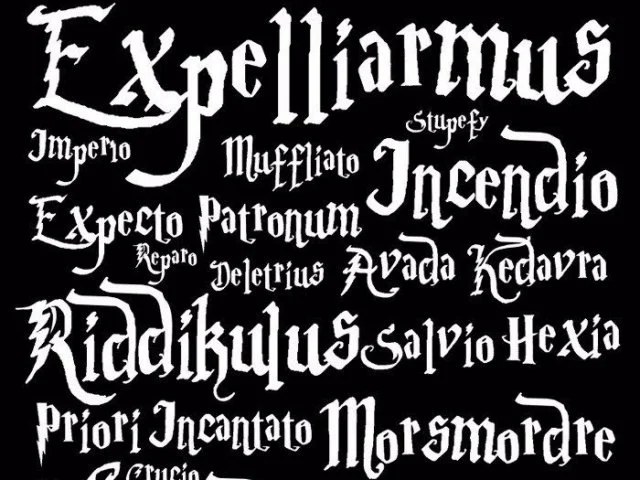 Expelliarmus
Stupefy
Imperio Muffliato
Incendio
Expecto Patronum
Reparo Deletrius Avada Kedavra
Riddikulus Salvio Hexia
Priori Incantato Morsmordre
Crucio